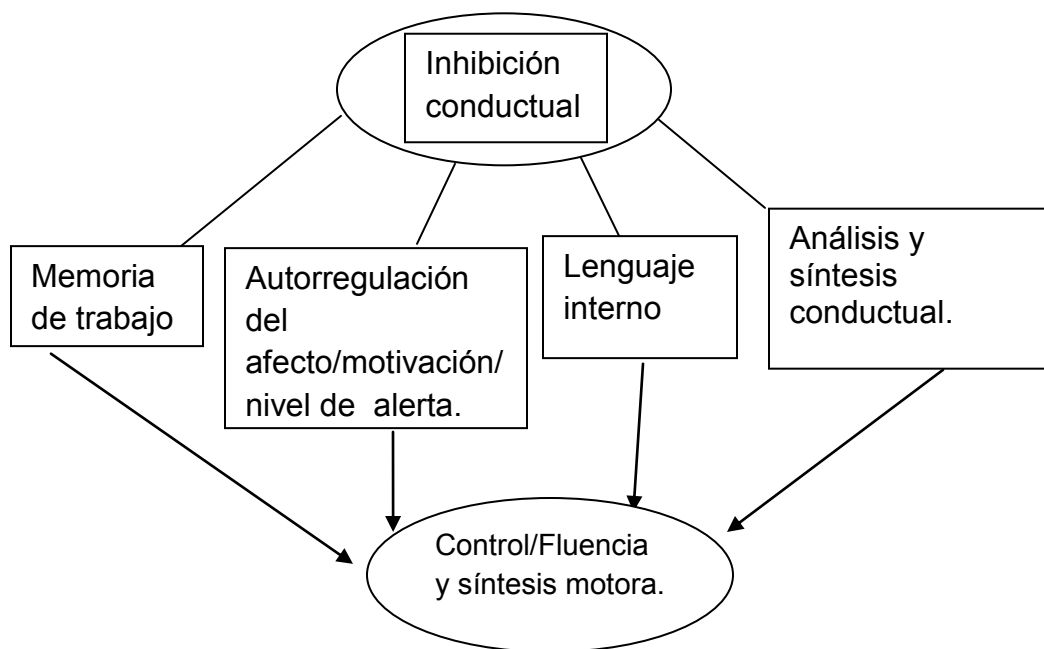 Inhibición
conductual
Memoria
de trabajo
Autorregulación
del
afecto/motivación/
nivel de alerta.
Lenguaje
interno
Análisis y
síntesis
conductual.
Control/Fluencia
y síntesis motora.